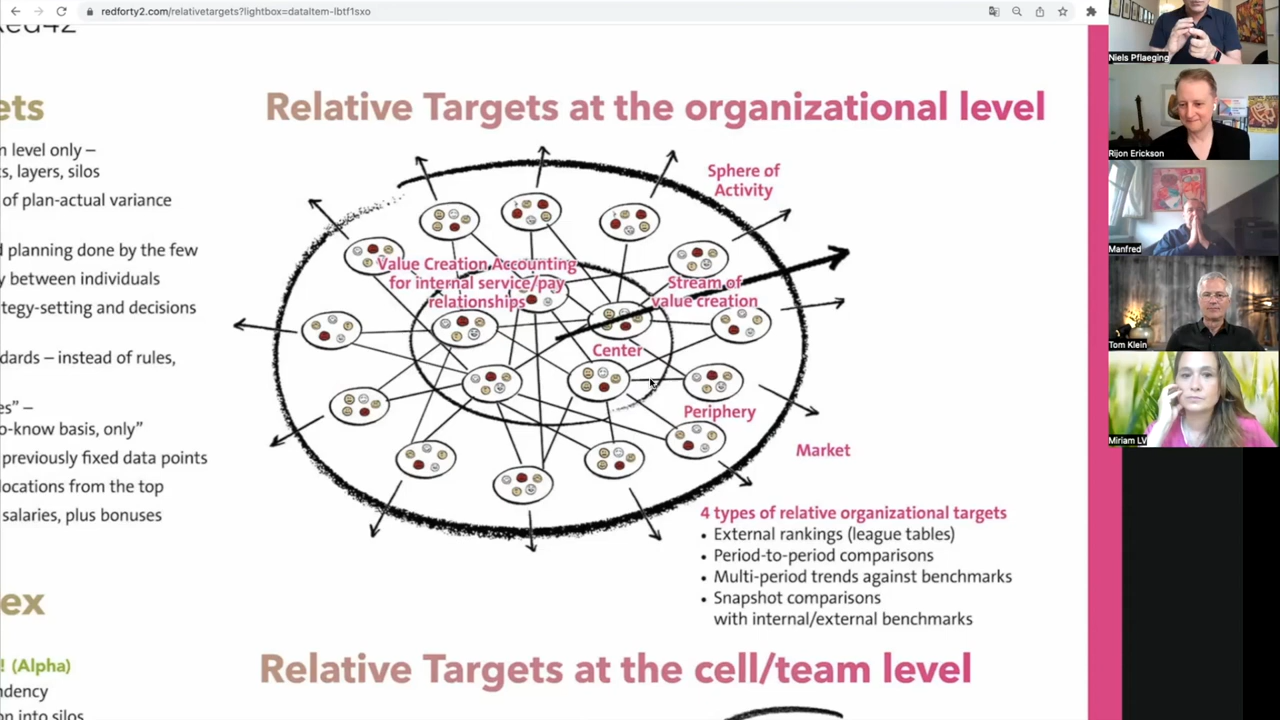 redforty2.com/relativetargets?lightbox=dataItem-lbtf1sxo
Red42
ets
n level only –
s, layers, silos
of plan-actual variance
d planning done by the few
y between individuals
tegy-setting and decisions
dards – instead of rules,
es” –
o-know basis, only”
previously fixed data points
locations from the top
salaries, plus bonuses
ex
! (Alpha)
ndency
on into silos
Relative Targets at the organizational level
Sphere of
Activity
Value Creation Accounting
for internal service/pay
relationships
Stream of
value creation
Center
Periphery
Market
4 types of relative organizational targets
• External rankings (league tables)
• Period-to-period comparisons
• Multi-period trends against benchmarks
• Snapshot comparisons
with internal/external benchmarks
Relative Targets at the cell/team level
Niels Pflaeging
Rijon Erickson
Manfred
Tom Klein
Miriam LV